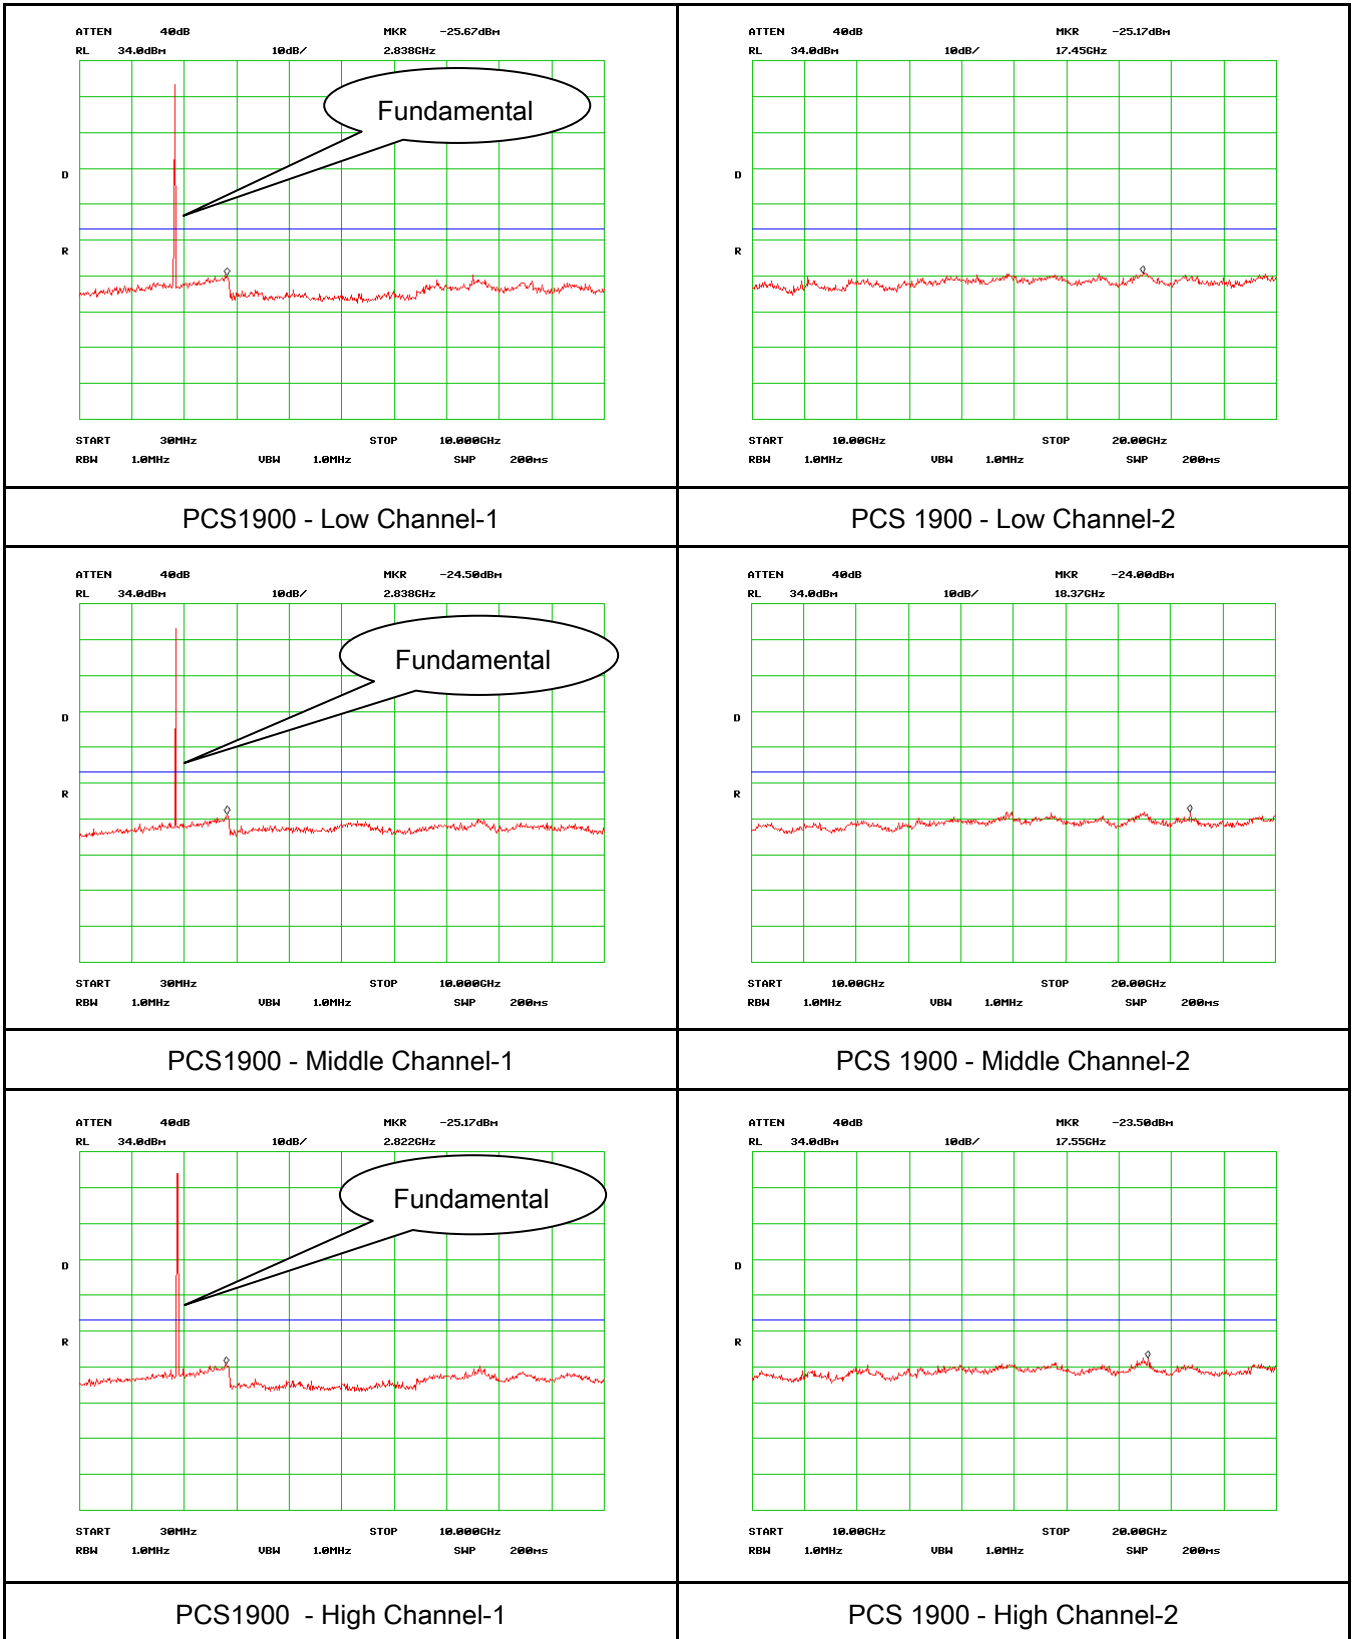 ATTEN 40dB MKR -25.67dBm
RL 34.0dBm 10dB/ 2.838GHz
Fundamental
D
R
START 30MHz STOP 10.000GHz
RBW 1.0MHz VBW 1.0MHz SWP 200ms
ATTEN 40dB MKR -25.17dBm
RL 34.0dBm 10dB/ 17.45GHz
D
R
START 10.00GHz STOP 20.00GHz
RBW 1.0MHz VBW 1.0MHz SWP 200ms
PCS1900 - Low Channel-1
PCS 1900 - Low Channel-2
ATTEN 40dB MKR -24.50dBm
RL 34.0dBm 10dB/ 2.838GHz
Fundamental
D
R
START 30MHz STOP 10.000GHz
RBW 1.0MHz VBW 1.0MHz SWP 200ms
ATTEN 40dB MKR -24.00dBm
RL 34.0dBm 10dB/ 18.37GHz
D
R
START 10.00GHz STOP 20.00GHz
RBW 1.0MHz VBW 1.0MHz SWP 200ms
PCS1900 - Middle Channel-1
PCS 1900 - Middle Channel-2
ATTEN 40dB MKR -25.17dBm
RL 34.0dBm 10dB/ 2.822GHz
Fundamental
D
R
START 30MHz STOP 10.000GHz
RBW 1.0MHz VBW 1.0MHz SWP 200ms
ATTEN 40dB MKR -23.50dBm
RL 34.0dBm 10dB/ 17.55GHz
D
R
START 10.00GHz STOP 20.00GHz
RBW 1.0MHz VBW 1.0MHz SWP 200ms
PCS1900 - High Channel-1
PCS 1900 - High Channel-2